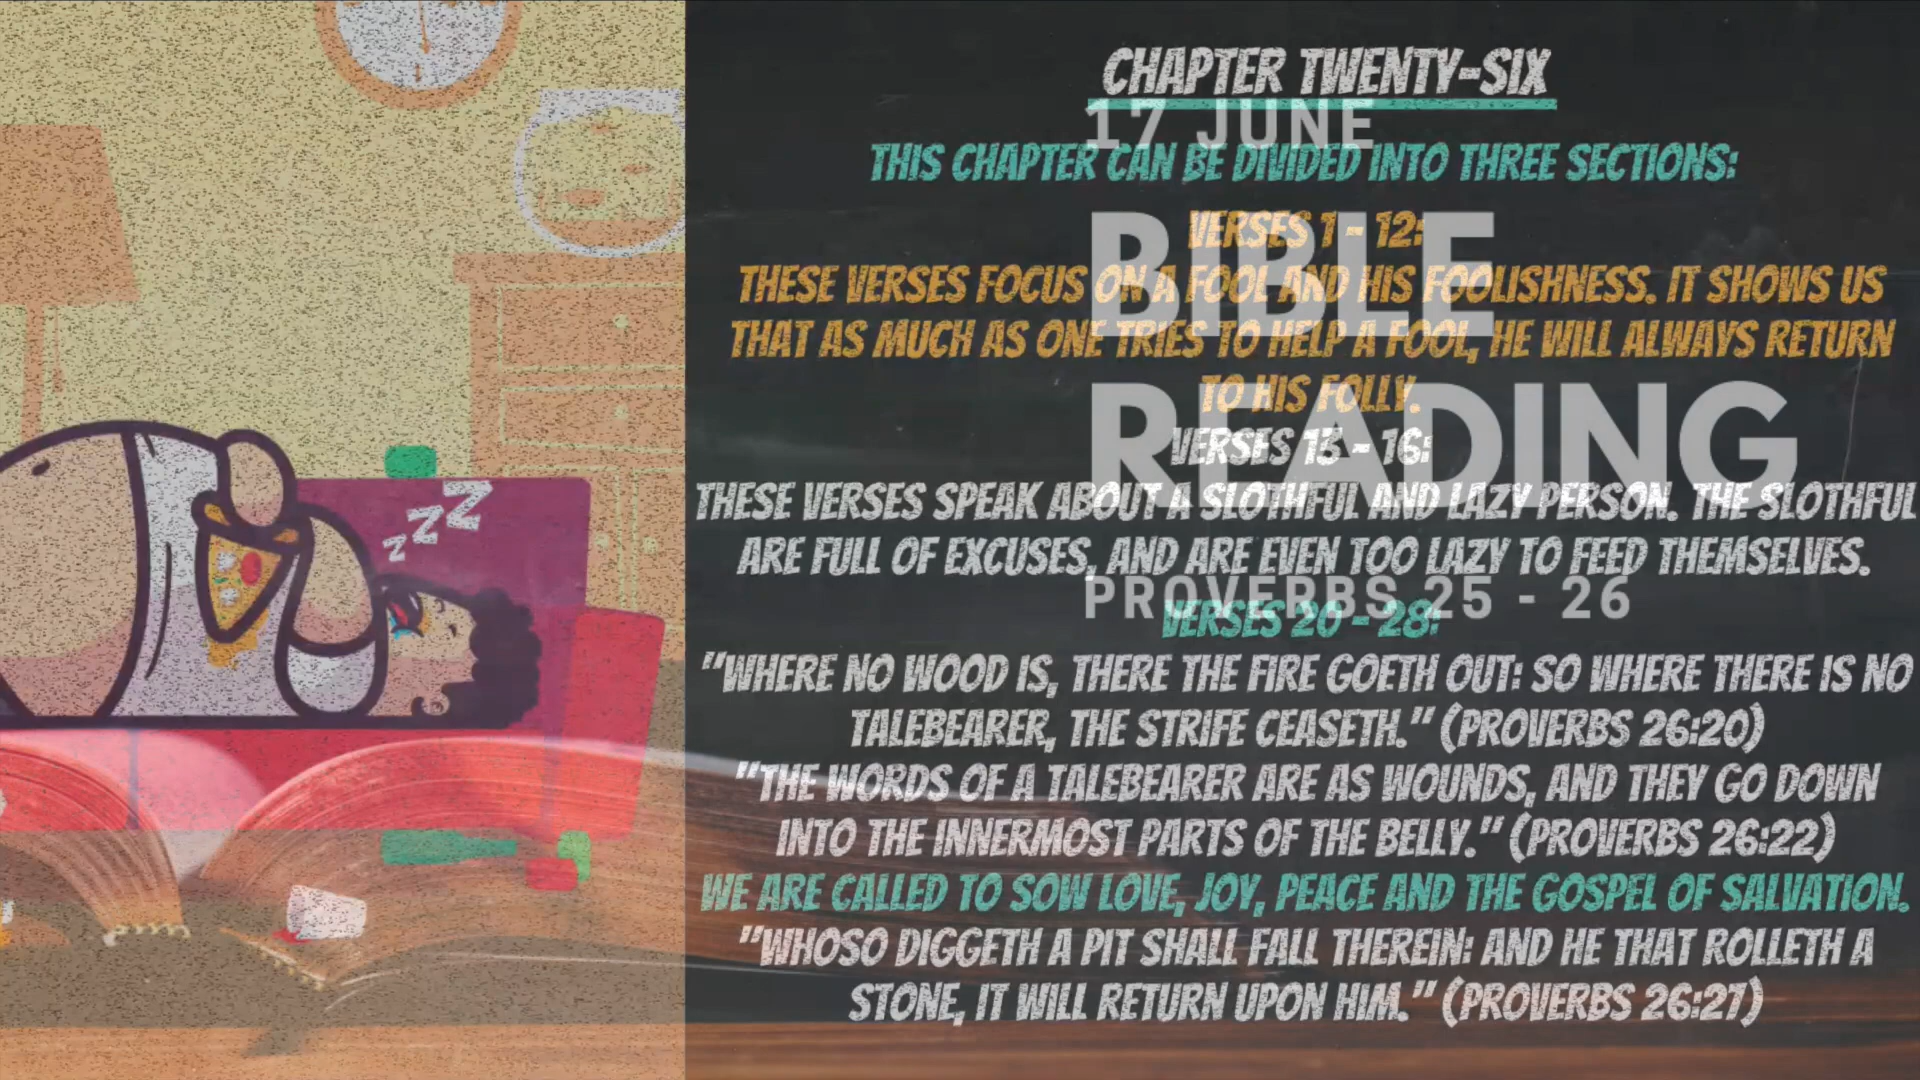 CHAPTER TWENTY-SIX
17 JUNE
THIS CHAPTER CAN BE DIVIDED INTO THREE SECTIONS:
VERSES 1 - 12:
BIBLE
THESE VERSES FOCUS ON A FOOL AND HIS FOOLISHNESS. IT SHOWS US
THAT AS MUCH AS ONE TRIES TO HELP A FOOL, HE WILL ALWAYS RETURN
TO HIS FOLLY.
READING
VERSES 13 - 16:
THESE VERSES SPEAK ABOUT A SLOTHFUL AND LAZY PERSON. THE SLOTHFUL
ARE FULL OF EXCUSES, AND ARE EVEN TOO LAZY TO FEED THEMSELVES.
PROVERBS 25 - 26
VERSES 20 - 28:
"WHERE NO WOOD IS, THERE THE FIRE GOETH OUT: SO WHERE THERE IS NO
TALEBEARER, THE STRIFE CEASETH." (PROVERBS 26:20)
"THE WORDS OF A TALEBEARER ARE AS WOUNDS, AND THEY GO DOWN
INTO THE INNERMOST PARTS OF THE BELLY." (PROVERBS 26:22)
WE ARE CALLED TO SOW LOVE, JOY, PEACE AND THE GOSPEL OF SALVATION.
"WHOSO DIGGETH A PIT SHALL FALL THEREIN: AND HE THAT ROLLETH A
STONE, IT WILL RETURN UPON HIM." (PROVERBS 26:27)
ZZZ